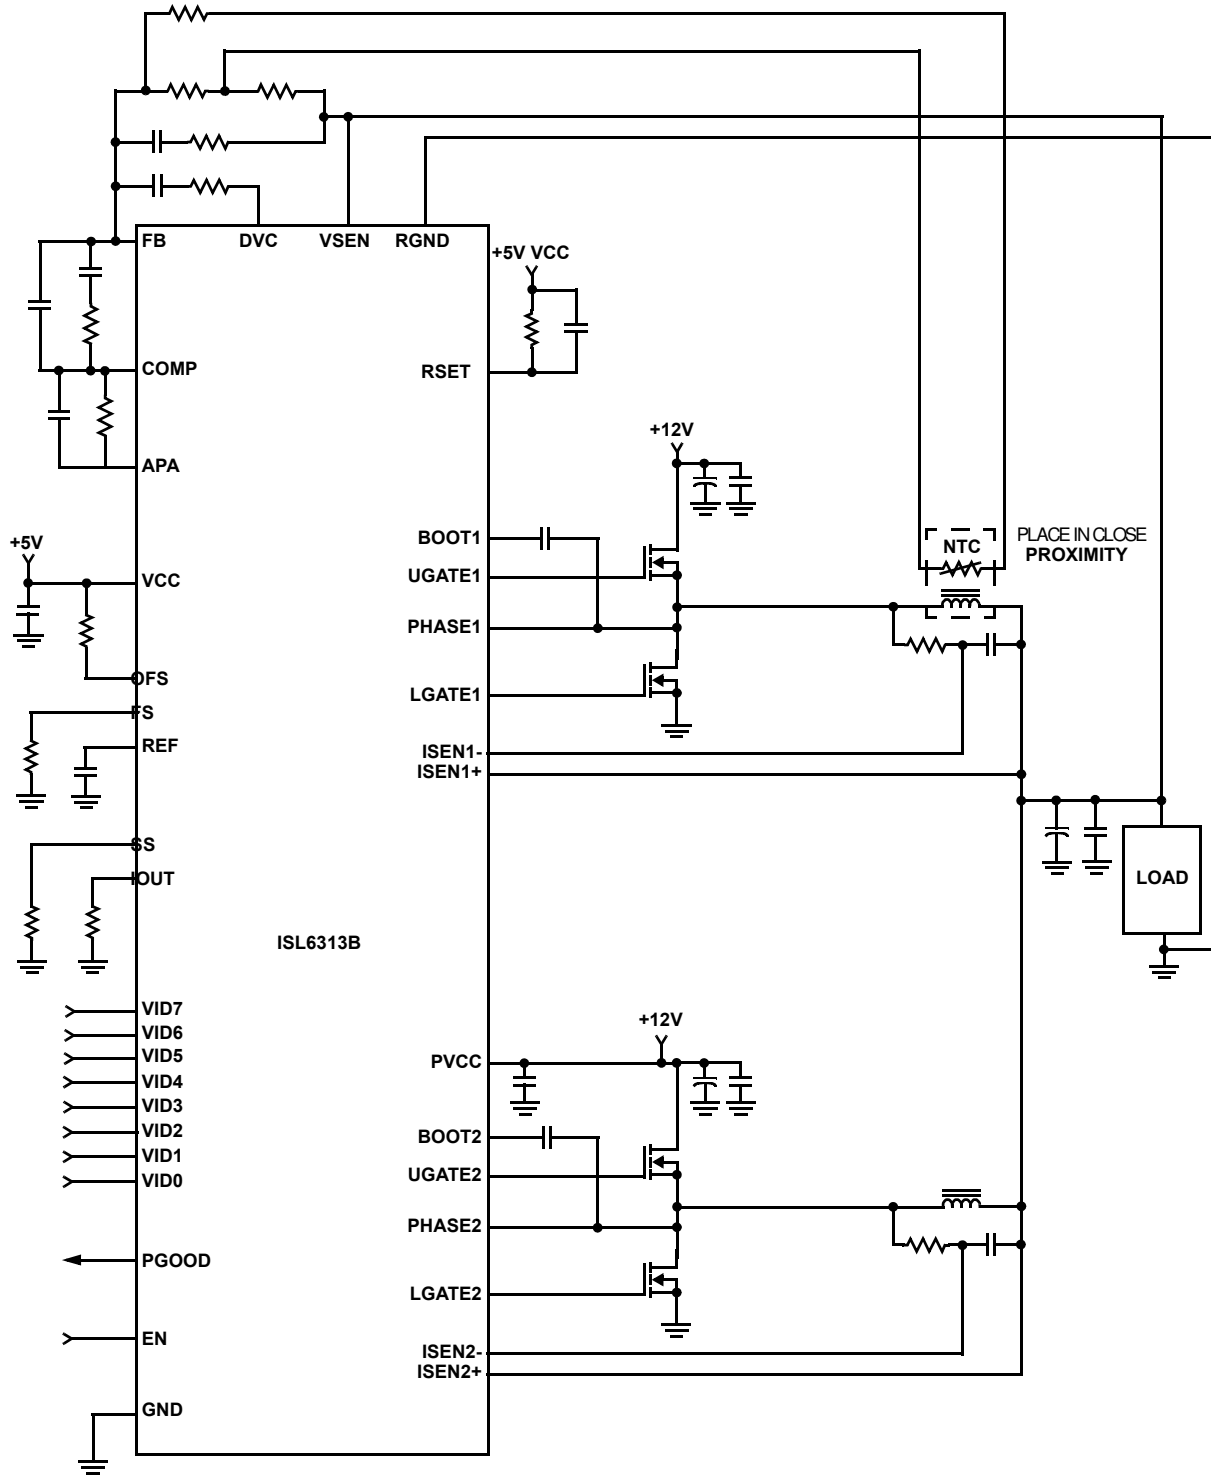 FB
DVC
VSEN
RGND
+5V VCC
COMP
RSET
+12V
APA
BOOT1
+5V
PLACE IN CLOSE
NTC
PROXIMITY
VCC
UGATE1
PHASE1
OFS
LGATE1
FS
REF
ISEN1-
ISEN1+
SS
IOUT
LOAD
ISL6313B
VID7
+12V
VID6
VID5
PVCC
VID4
VID3
VID2
BOOT2
VID1
UGATE2
VID0
PHASE2
PGOOD
LGATE2
EN
ISEN2-
ISEN2+
GND